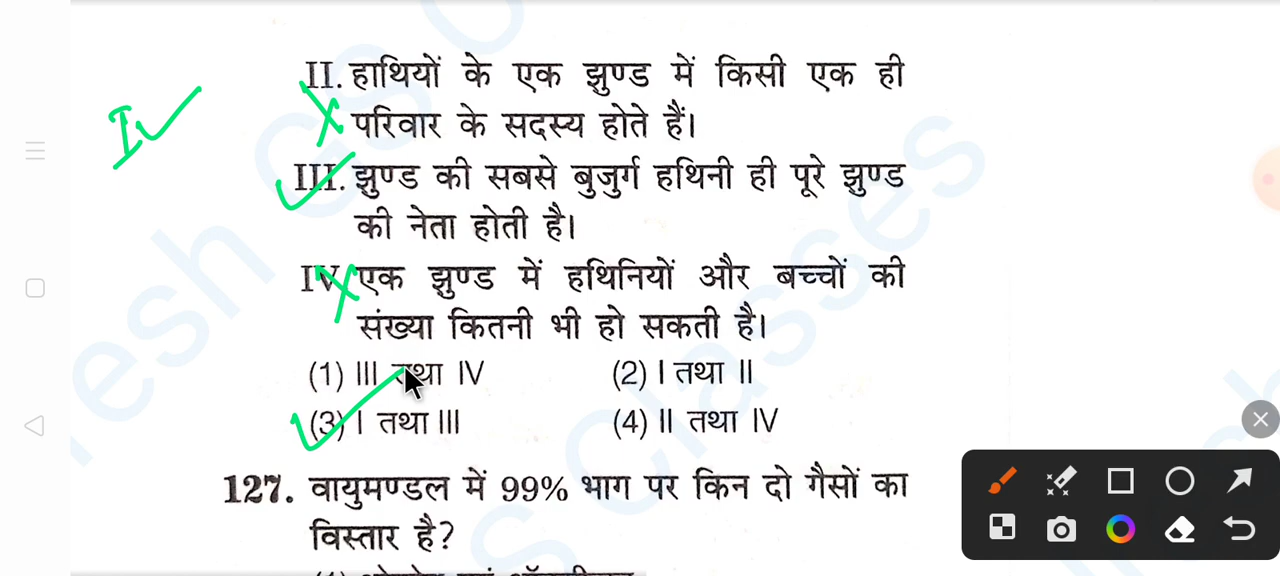 II. हाथियों के एक झुण्ड में किसी एक ही
परिवार के सदस्य होते हैं।
III. झुण्ड की सबसे बुजुर्ग हथिनी ही पूरे झुण्ड
की नेता होती है।
IV एक झुण्ड में हथिनियों और बच्चों की
संख्या कितनी भी हो सकती है।
(1) III तथा IV (2) I तथा II
(3) I तथा III (4) II तथा IV
127. वायुमण्डल में 99% भाग पर किन दो गैसों का
विस्तार है?